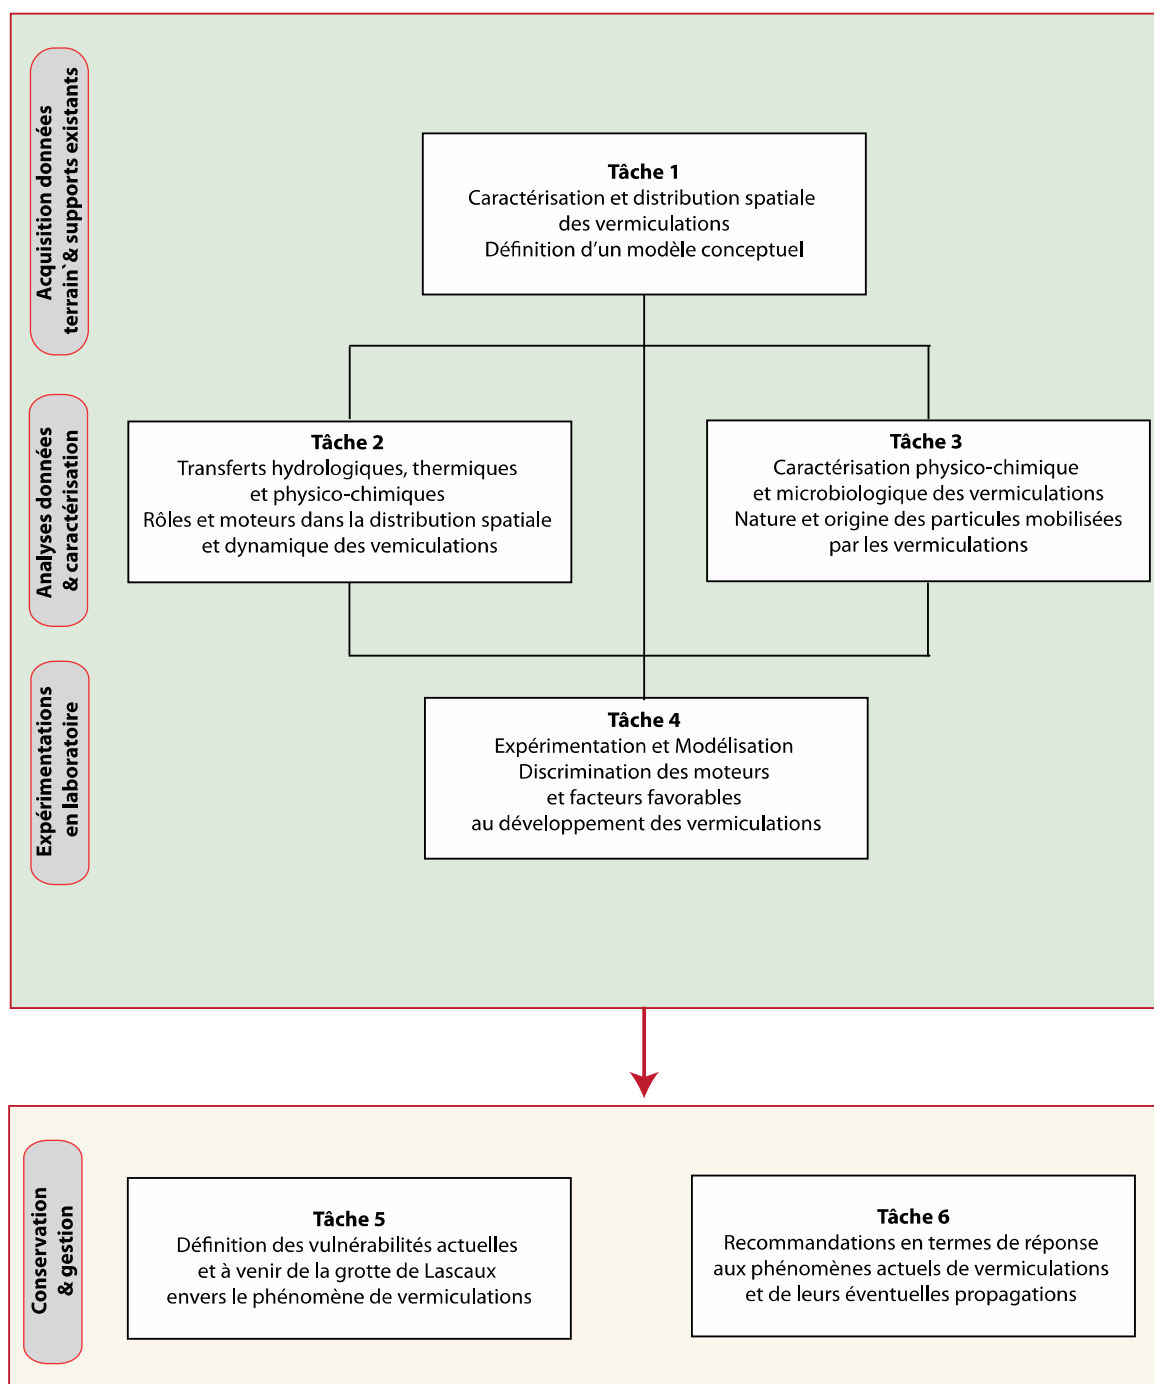 Acquisition données
terrain`& supports existants
Tâche 1
Caractérisation et distribution spatiale
des vermiculations
Définition d'un modèle conceptuel
Analyses données
& caractérisation
Tâche 2
Transferts hydrologiques, thermiques
et physico-chimiques
Rôles et moteurs dans la distribution spatiale
et dynamique des vemiculations
Tâche 3
Caractérisation physico-chimique
et microbiologique des vermiculations
Nature et origine des particules mobilisées
par les vermiculations
Expérimentations
en laboratoire
Tâche 4
Expérimentation et Modélisation
Discrimination des moteurs
et facteurs favorables
au développement des vermiculations
Conservation
& gestion
Tâche 5
Définition des vulnérabilités actuelles
et à venir de la grotte de Lascaux
envers le phénomène de vermiculations
Tâche 6
Recommandations en termes de réponse
aux phénomènes actuels de vermiculations
et de leurs éventuelles propagations